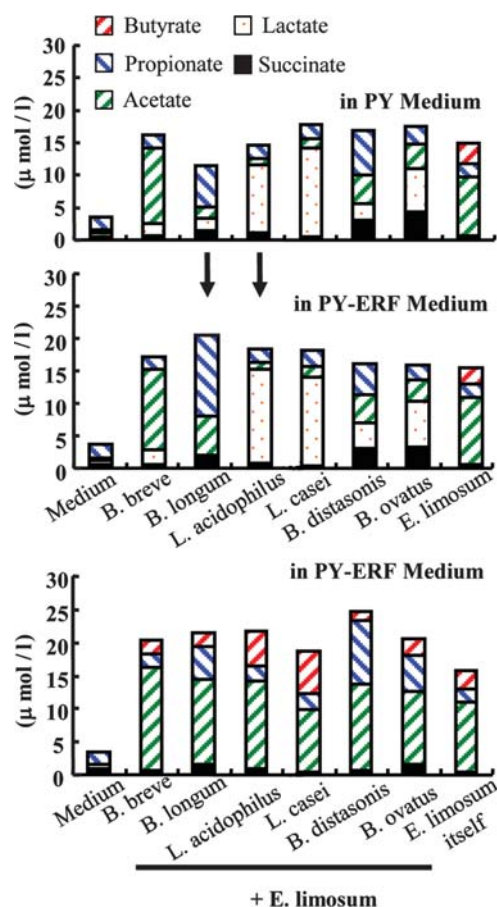 Butyrate Lactate
Propionate Succinate
Acetate
in PY Medium
(μ mol / l)
30
25
20
15
10
5
0
in PY-ERF Medium
(μ mol / l)
30
25
20
15
10
5
0
Medium
B. breve
B. longum
L. acidophilus
L. casei
B. distasonis
B. ovatus
E. limosum
in PY-ERF Medium
(μ mol / l)
30
25
20
15
10
5
0
Medium
B. breve
B. longum
L. acidophilus
L. casei
B. distasonis
B. ovatus
E. limosum
itself
+ E. limosum